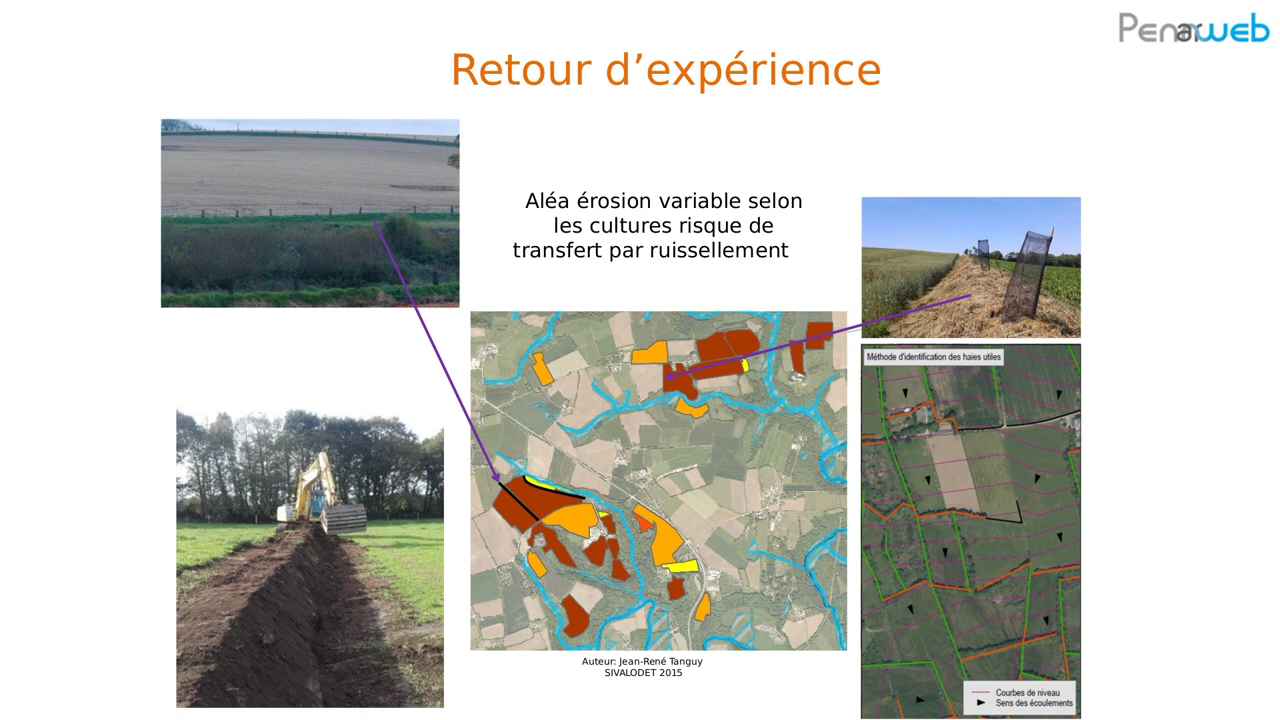 Penarweb
Retour d’expérience
Aléa érosion variable selon
les cultures risque de
transfert par ruissellement
Méthode d'identification des haies utiles
Auteur: Jean-René Tanguy
SIVALODET 2015
Courbes de niveau
Sens des écoulements